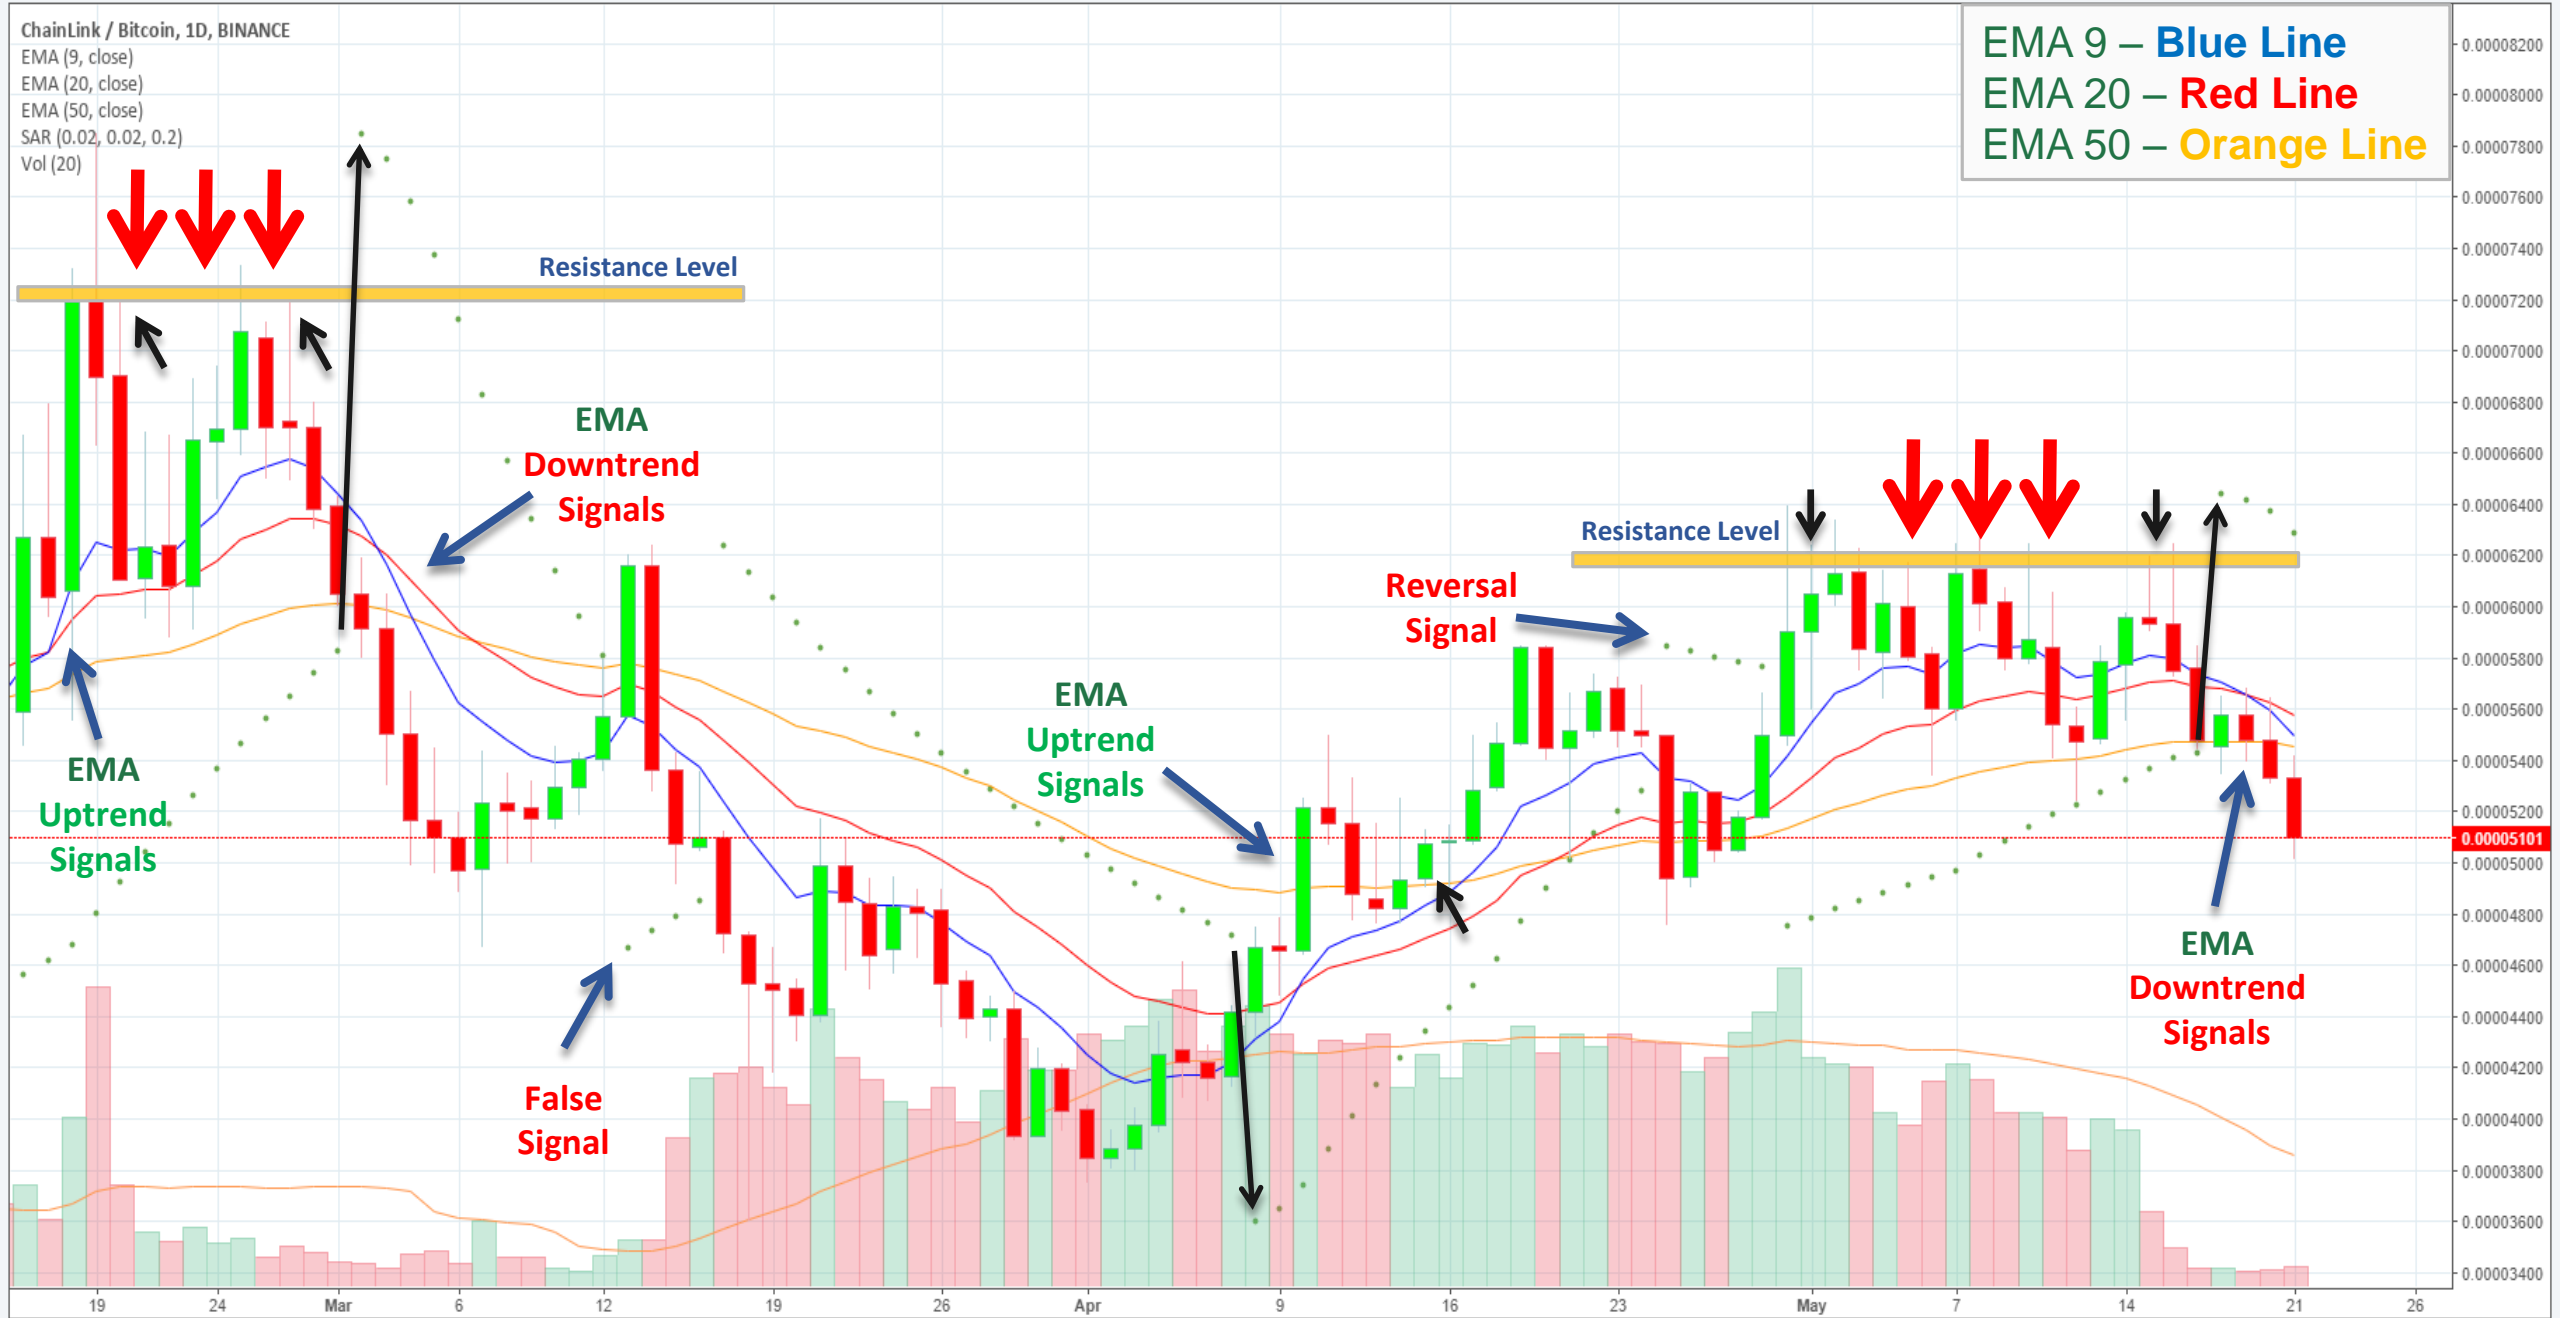 ChainLink / Bitcoin, 1D, BINANCE
EMA (9, close)
EMA (20, close)
EMA (50, close)
SAR (0.02, 0.02, 0.2)
Vol (20)
EMA 9 – Blue Line
EMA 20 – Red Line
EMA 50 – Orange Line
Resistance Level
EMA
Downtrend
Signals
EMA
Uptrend
Signals
False
Signal
EMA
Uptrend
Signals
Reversal
Signal
Resistance Level
EMA
Downtrend
Signals
0.00008200
0.00008000
0.00007800
0.00007600
0.00007400
0.00007200
0.00007000
0.00006800
0.00006600
0.00006400
0.00006200
0.00006000
0.00005800
0.00005600
0.00005400
0.00005200
0.00005101
0.00005000
0.00004800
0.00004600
0.00004400
0.00004200
0.00004000
0.00003800
0.00003600
0.00003400
19 24 Mar 6 12 19 26 Apr 9 16 23 May 7 14 21 26